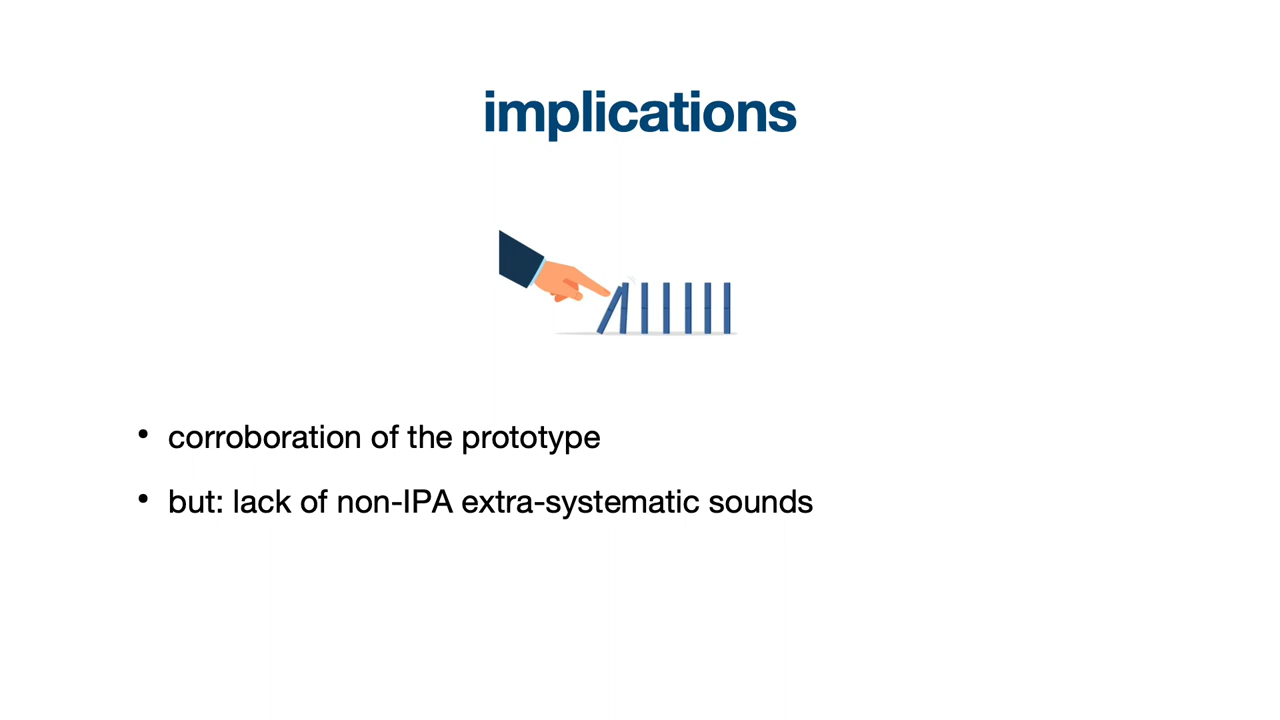 implications
• corroboration of the prototype
• but: lack of non-IPA extra-systematic sounds